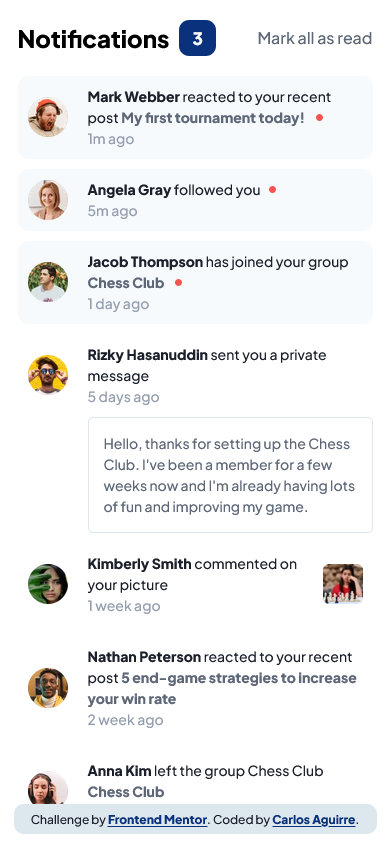 Notifications 3 Mark all as read
Mark Webber reacted to your recent
post My first tournament today!
1m ago
Angela Gray followed you
5m ago
Jacob Thompson has joined your group
Chess Club
1 day ago
Rizky Hasanuddin sent you a private
message
5 days ago
Hello, thanks for setting up the Chess
Club. I've been a member for a few
weeks now and I'm already having lots
of fun and improving my game.
Kimberly Smith commented on
your picture
1 week ago
Nathan Peterson reacted to your recent
post 5 end-game strategies to increase
your win rate
2 week ago
Anna Kim left the group Chess Club
Chess Club
Challenge by Frontend Mentor. Coded by Carlos Aguirre.